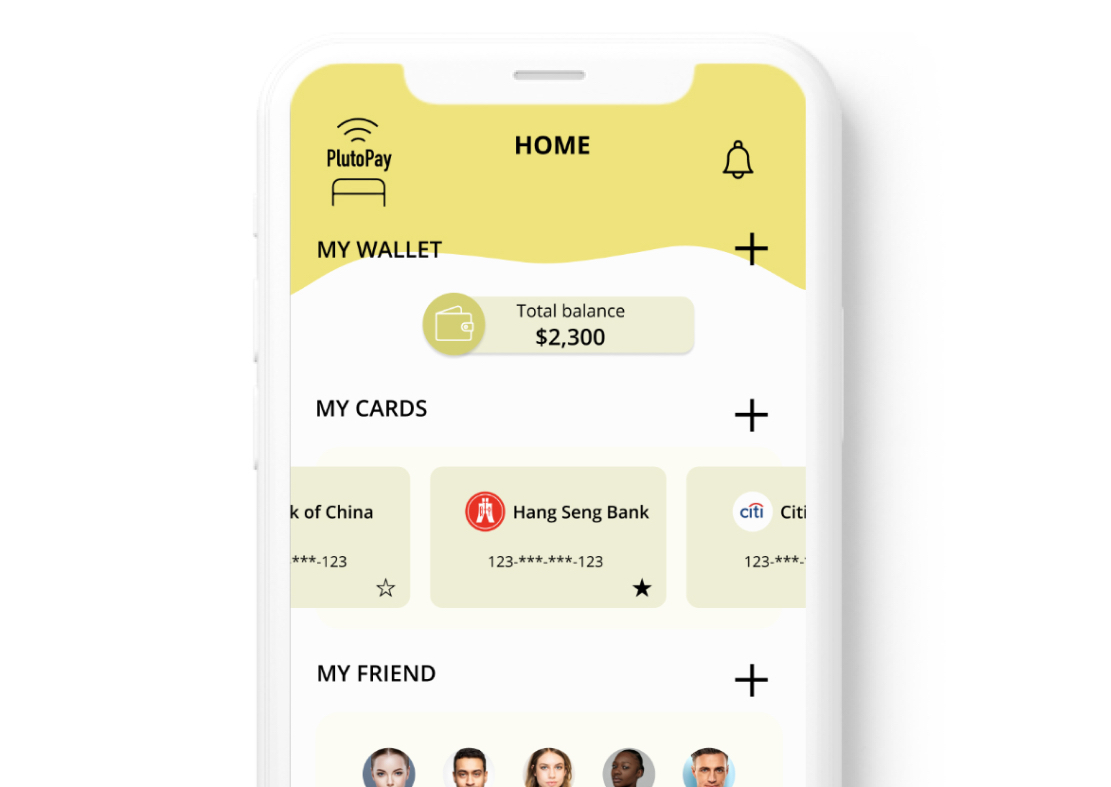 PlutoPay
HOME
MY WALLET
Total balance
$2,300
MY CARDS
k of China
***-123
Hang Seng Bank
123-***-***-123
citi
Citi
123-***-
MY FRIEND